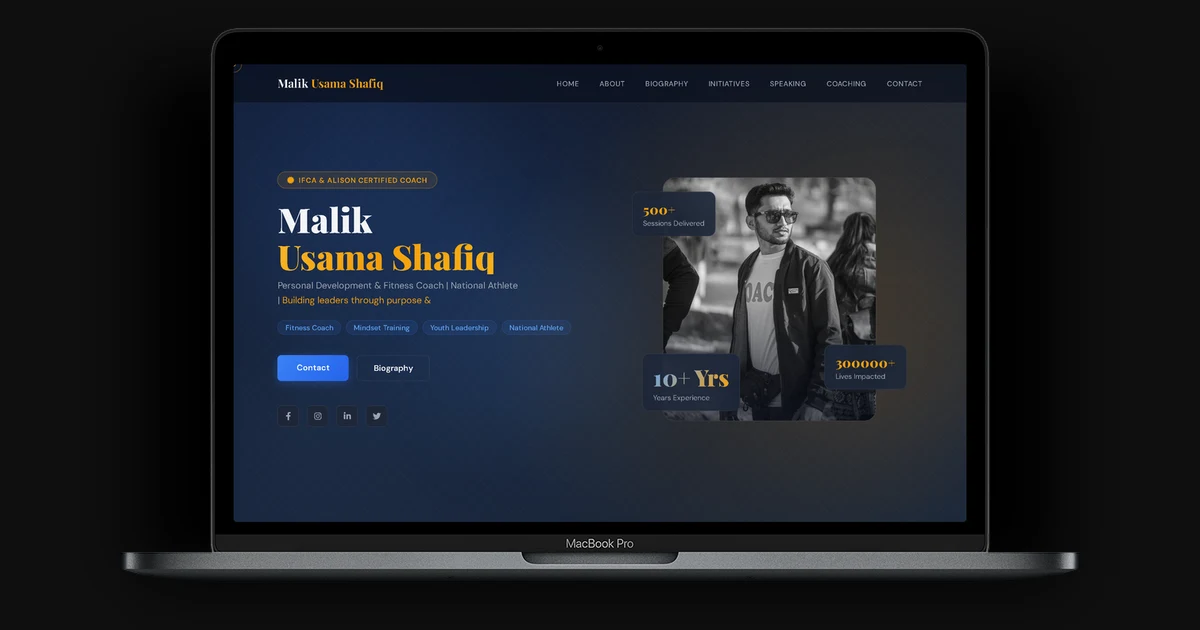 Malik Usama Shafiq
HOME ABOUT BIOGRAPHY INITIATIVES SPEAKING COACHING CONTACT
IFCA & ALISON CERTIFIED COACH
Malik
Usama Shafiq
Personal Development & Fitness Coach | National Athlete
| Building leaders through purpose &
Fitness Coach Mindset Training Youth Leadership National Athlete
Contact Biography
500+
Sessions Delivered
OAC
10+ Yrs
Years Experience
300000+
Lives Impacted
MacBook Pro